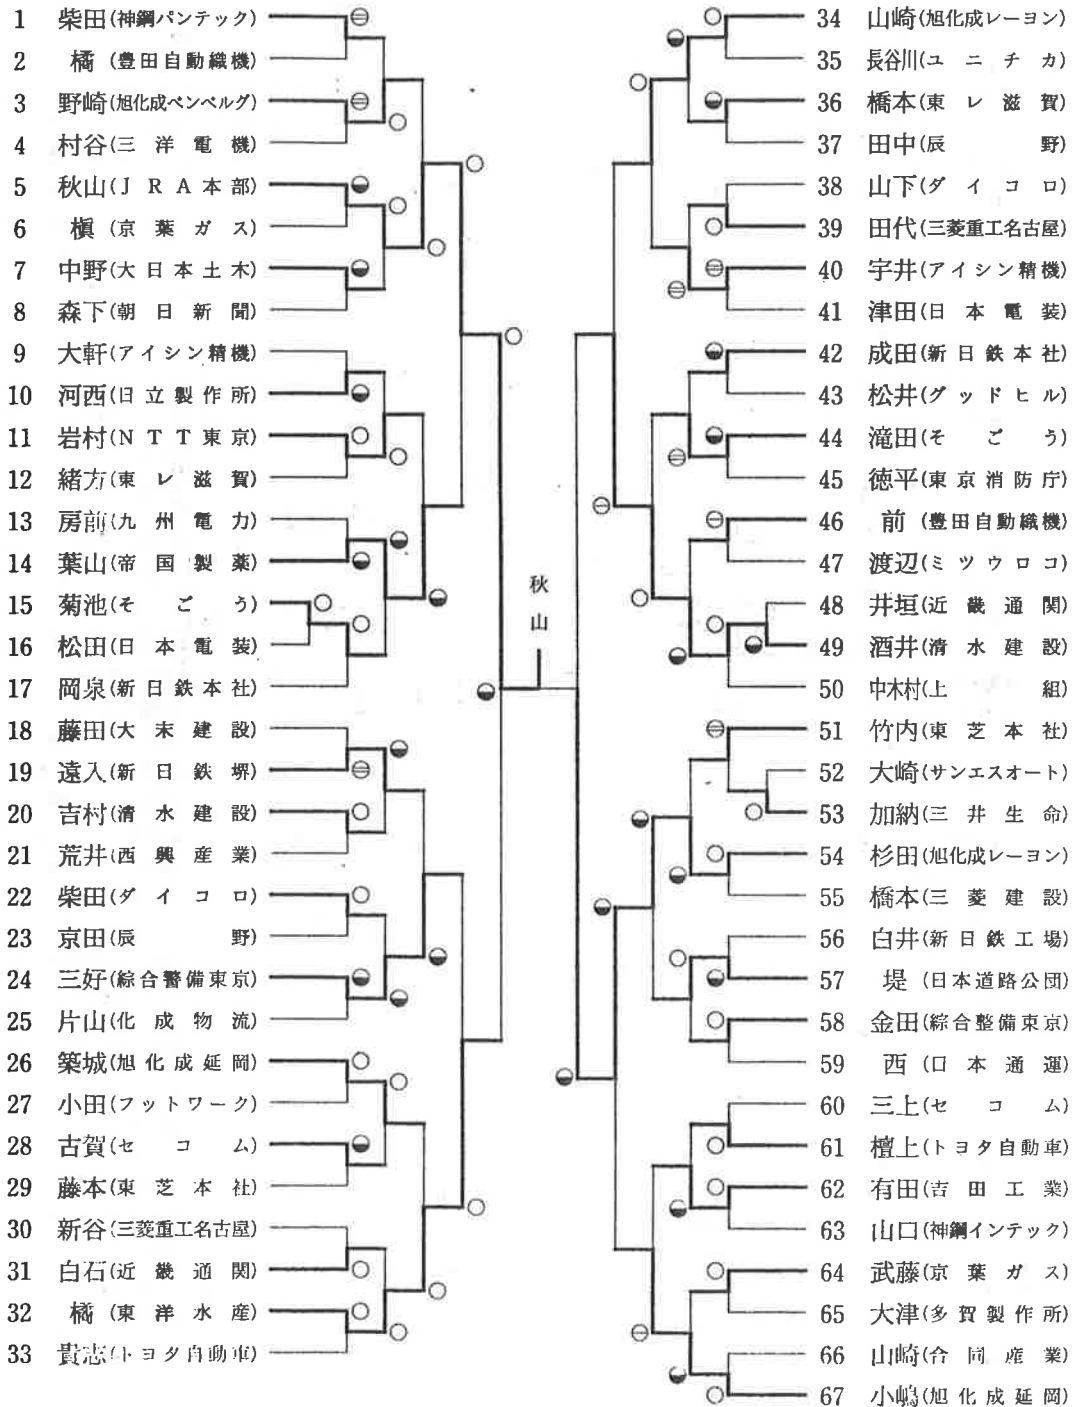 1 柴田(神鋼パンテック)
2 橘(豊田自動織機)
3 野崎(旭化成ベンベルグ)
4 村谷(三洋電機)
5 秋山(JRA本部)
6 槇(京葉ガス)
7 中野(大日本土木)
8 森下(朝日新聞)
9 大軒(アイシン精機)
10 河西(日立製作所)
11 岩村(NTT東京)
12 緒方(東レ滋賀)
13 房前(九州電力)
14 葉山(帝国製薬)
15 菊池(そごう)
16 松田(日本電装)
17 岡泉(新日鉄本社)
18 藤田(大末建設)
19 遠入(新日鉄堺)
20 吉村(清水建設)
21 荒井(西興産業)
22 柴田(ダイコロ)
23 京田(辰野)
24 三好(綜合警備東京)
25 片山(化成物流)
26 築城(旭化成延岡)
27 小田(フットワーク)
28 古賀(セコム)
29 藤本(東芝本社)
30 新谷(三菱重工名古屋)
31 白石(近畿通関)
32 橘(東洋水産)
33 貴志(トヨタ自動車)
秋山
34 山崎(旭化成レーヨン)
35 長谷川(ユニチカ)
36 橋本(東レ滋賀)
37 田中(辰野)
38 山下(ダイコロ)
39 田代(三菱重工名古屋)
40 宇井(アイシン精機)
41 津田(日本電装)
42 成田(新日鉄本社)
43 松井(グッドヒル)
44 滝田(そごう)
45 徳平(東京消防庁)
46 前(豊田自動織機)
47 渡辺(ミツウロコ)
48 井垣(近畿通関)
49 酒井(清水建設)
50 中木村(上組)
51 竹内(東芝本社)
52 大崎(サンエスオート)
53 加納(三井生命)
54 杉田(旭化成レーヨン)
55 橋本(三菱建設)
56 白井(新日鉄工場)
57 堤(日本道路公団)
58 金田(綜合整備東京)
59 西(日本通運)
60 三上(セコム)
61 檀上(トヨタ自動車)
62 有田(吉田工業)
63 山口(神鋼インテック)
64 武藤(京葉ガス)
65 大津(多賀製作所)
66 山崎(合同産業)
67 小嶋(旭化成延岡)